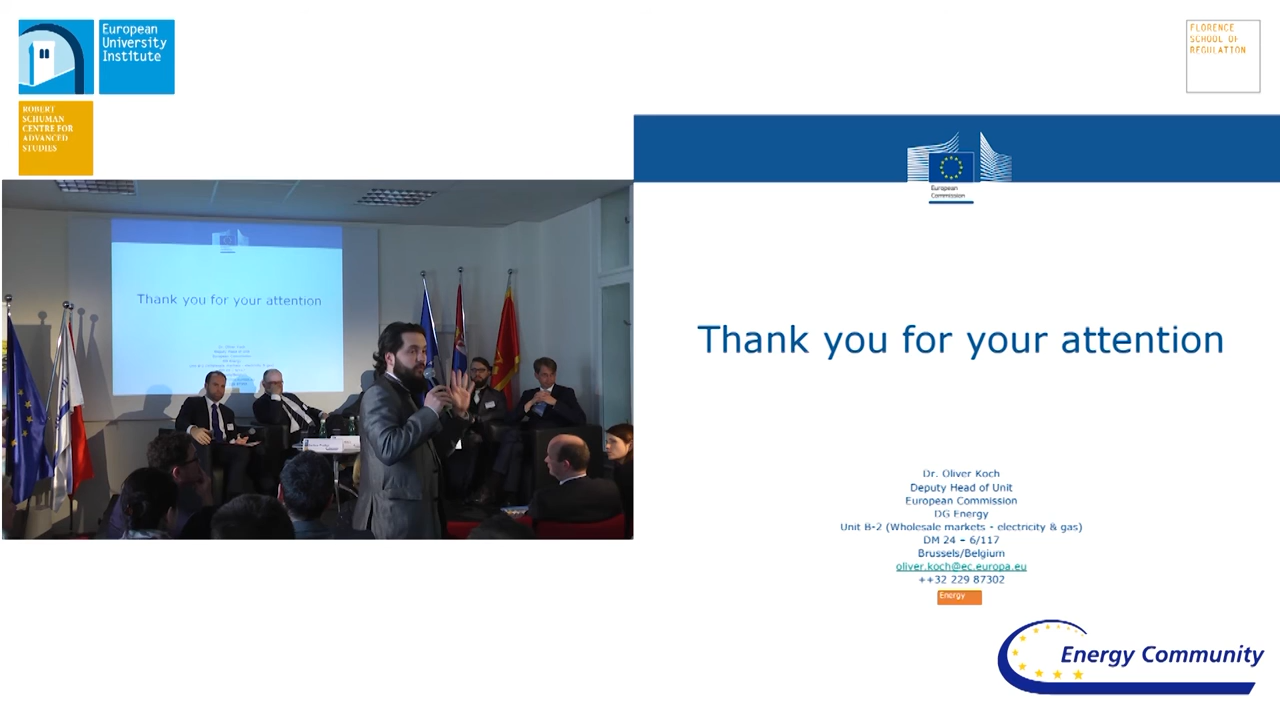 European
University
Institute
ROBERT
SCHUMAN
CENTRE FOR
ADVANCED
STUDIES
FLORENCE
SCHOOL OF
REGULATION
European
Commission
Thank you for your attention
Thank you for your attention
Dr. Oliver Koch
Deputy Head of Unit
European Commission
DG Energy
Unit B-2 (Wholesale markets - electricity & gas)
DM 24 – 6/117
Brussels/Belgium
oliver.koch@ec.europa.eu
++32 229 87302
Energy
Energy Community